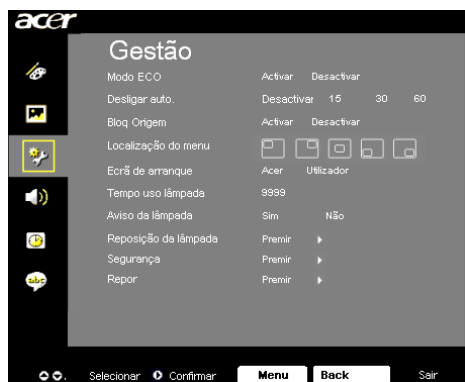 acer
Gestão
Modo ECO Activar Desactivar
Desligar auto. Desactivar 15 30 60
Bloq Origem Activar Desactivar
Localização do menu
Ecrã de arranque Acer Utilizador
Tempo uso lâmpada 9999
Aviso da lâmpada Sim Não
Reposição da lâmpada Premir
Segurança Premir
Repor Premir
abc
Selecionar Confirmar Menu Back Sair